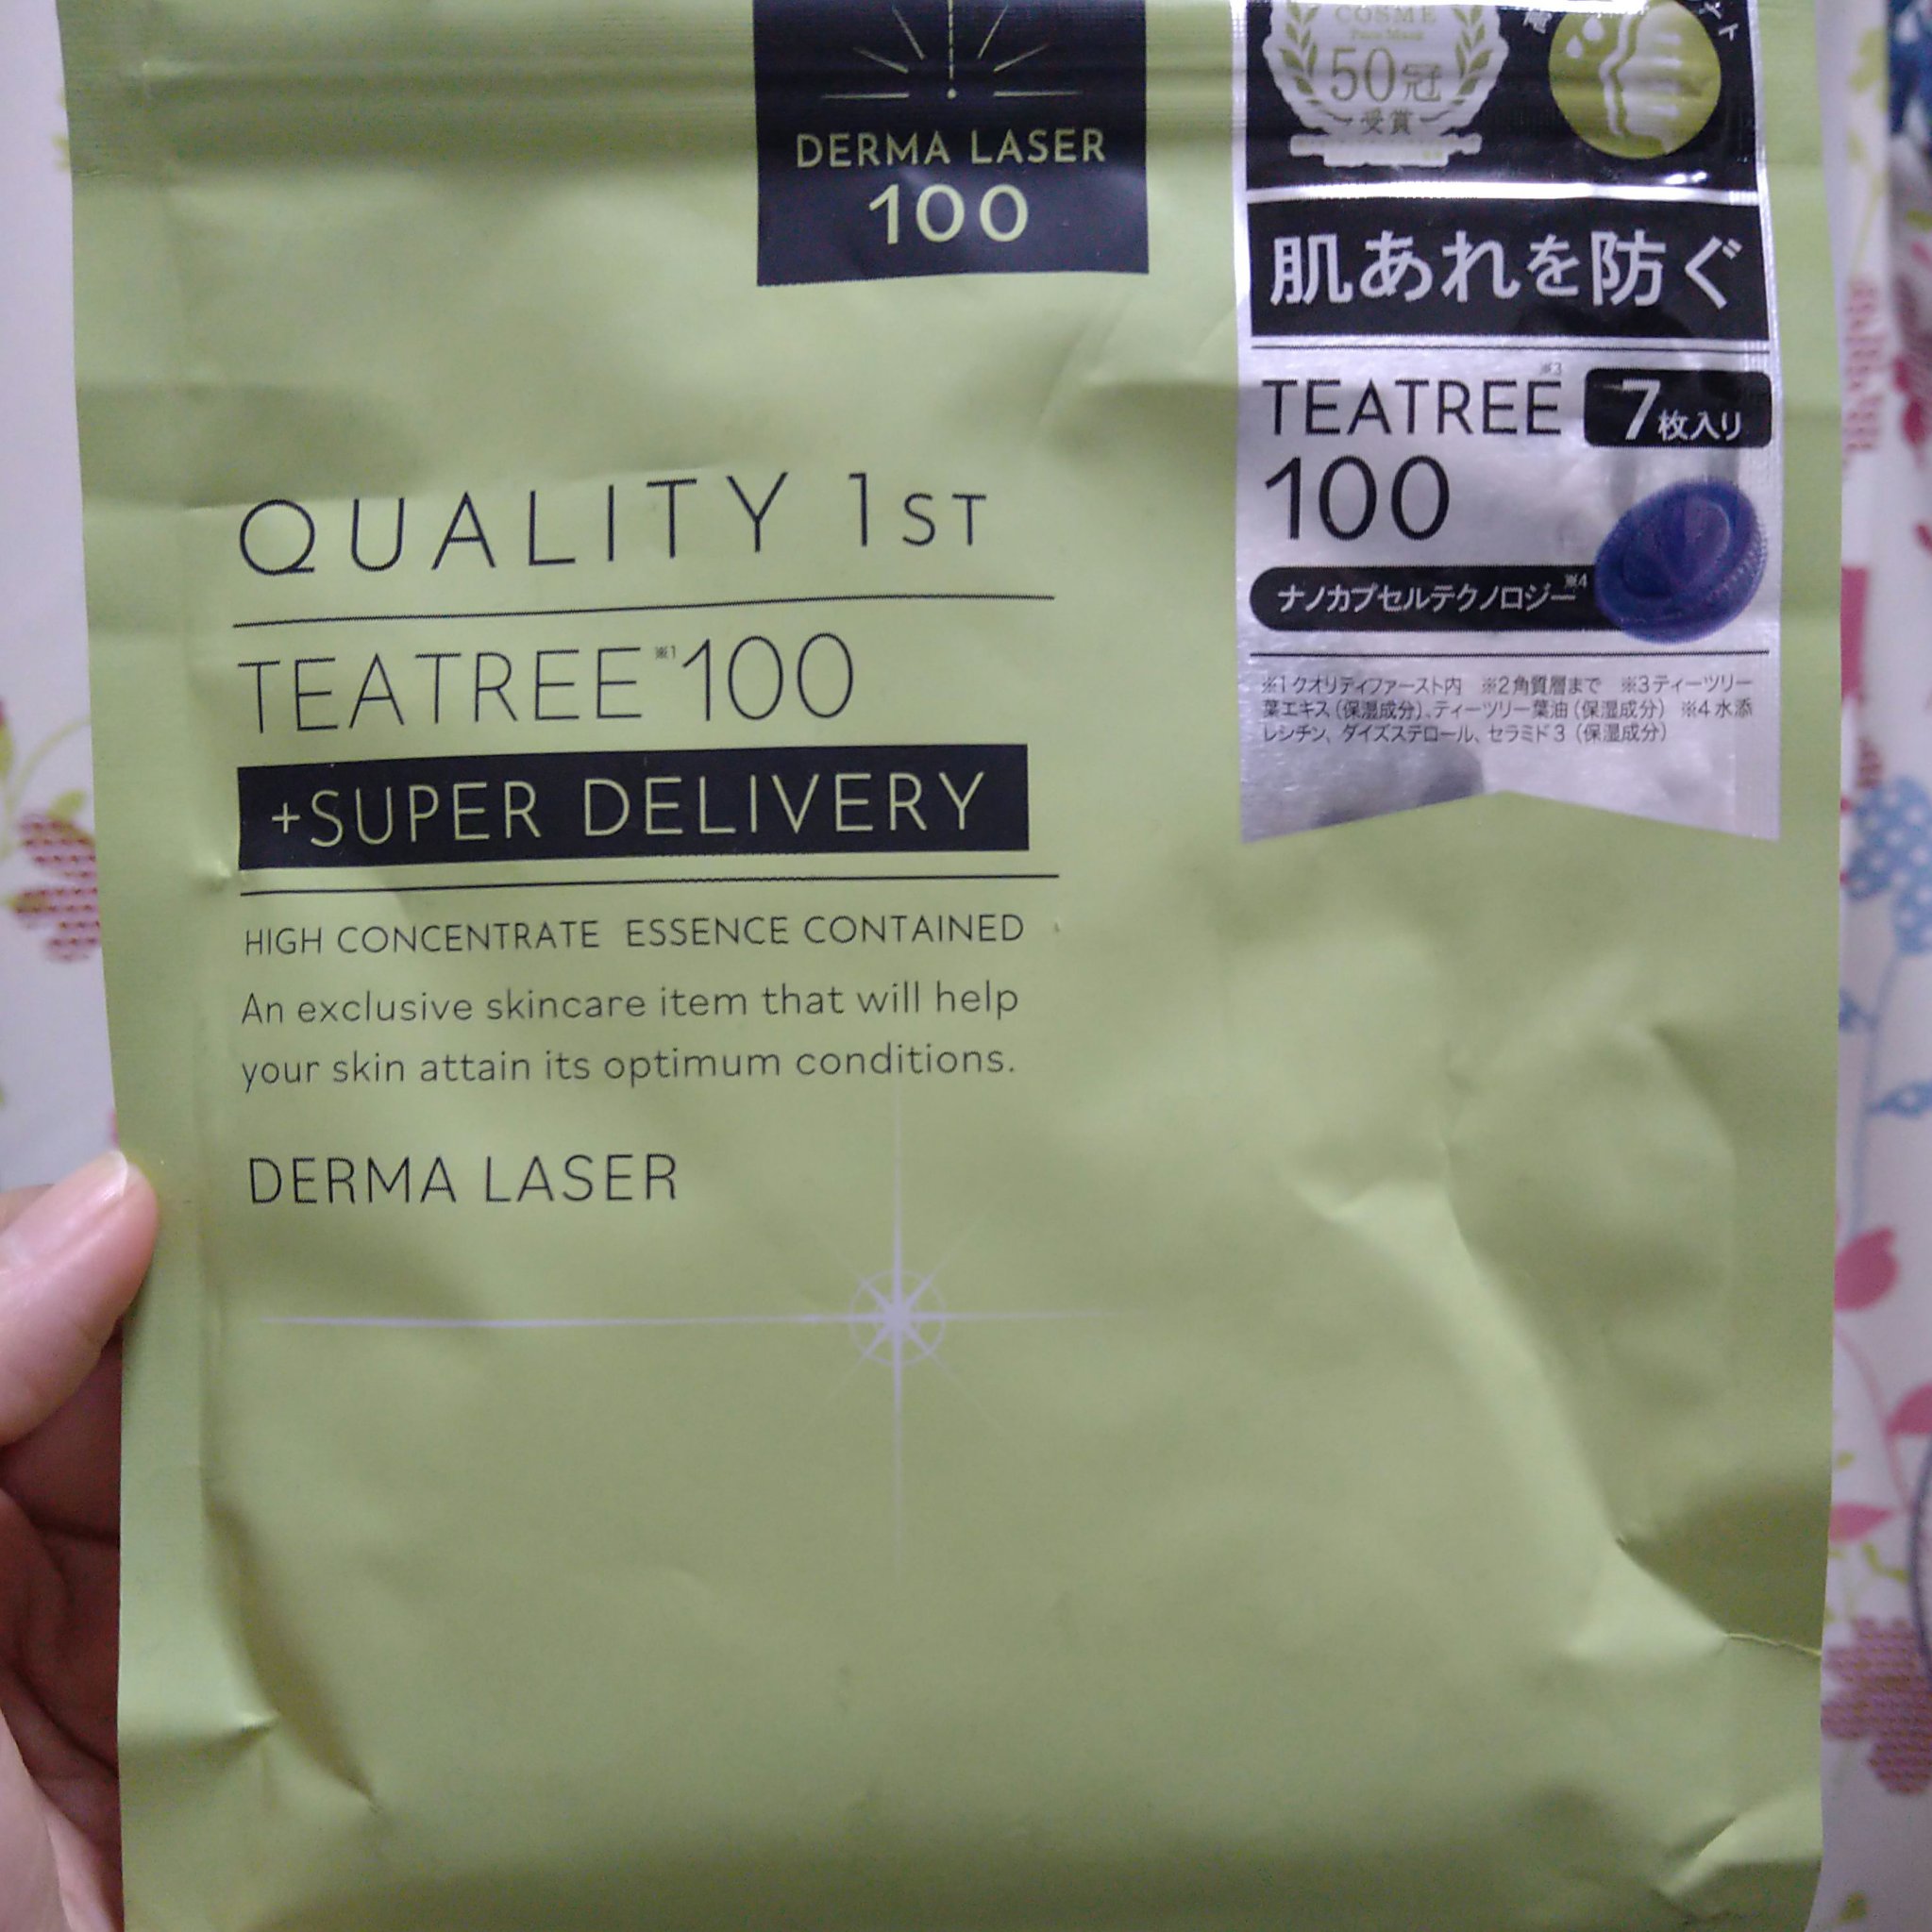 DERMA LASER
100
COSME
Face Mask
50冠
受賞
肌あれを防ぐ
TEATREE※3
7枚入り
100
ナノカプセルテクノロジー※4
※1クオリティファースト内 ※2角質層まで ※3ティーツリー
葉エキス(保湿成分)、ティーツリー葉油(保湿成分) ※4水添
レシチン、ダイズステロール、セラミド3(保湿成分)
QUALITY 1ST
TEATREE※1100
+SUPER DELIVERY
HIGH CONCENTRATE ESSENCE CONTAINED
An exclusive skincare item that will help
your skin attain its optimum conditions.
DERMA LASER